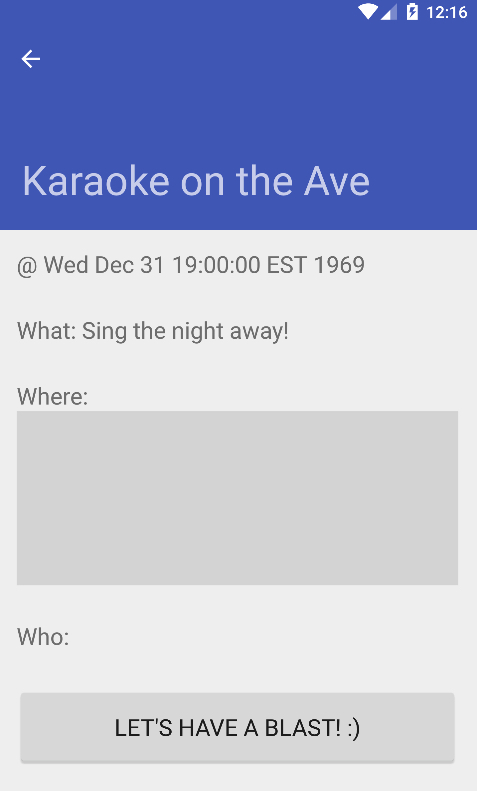 12:16
Karaoke on the Ave
@ Wed Dec 31 19:00:00 EST 1969
What: Sing the night away!
Where:
Who:
LET'S HAVE A BLAST! :)